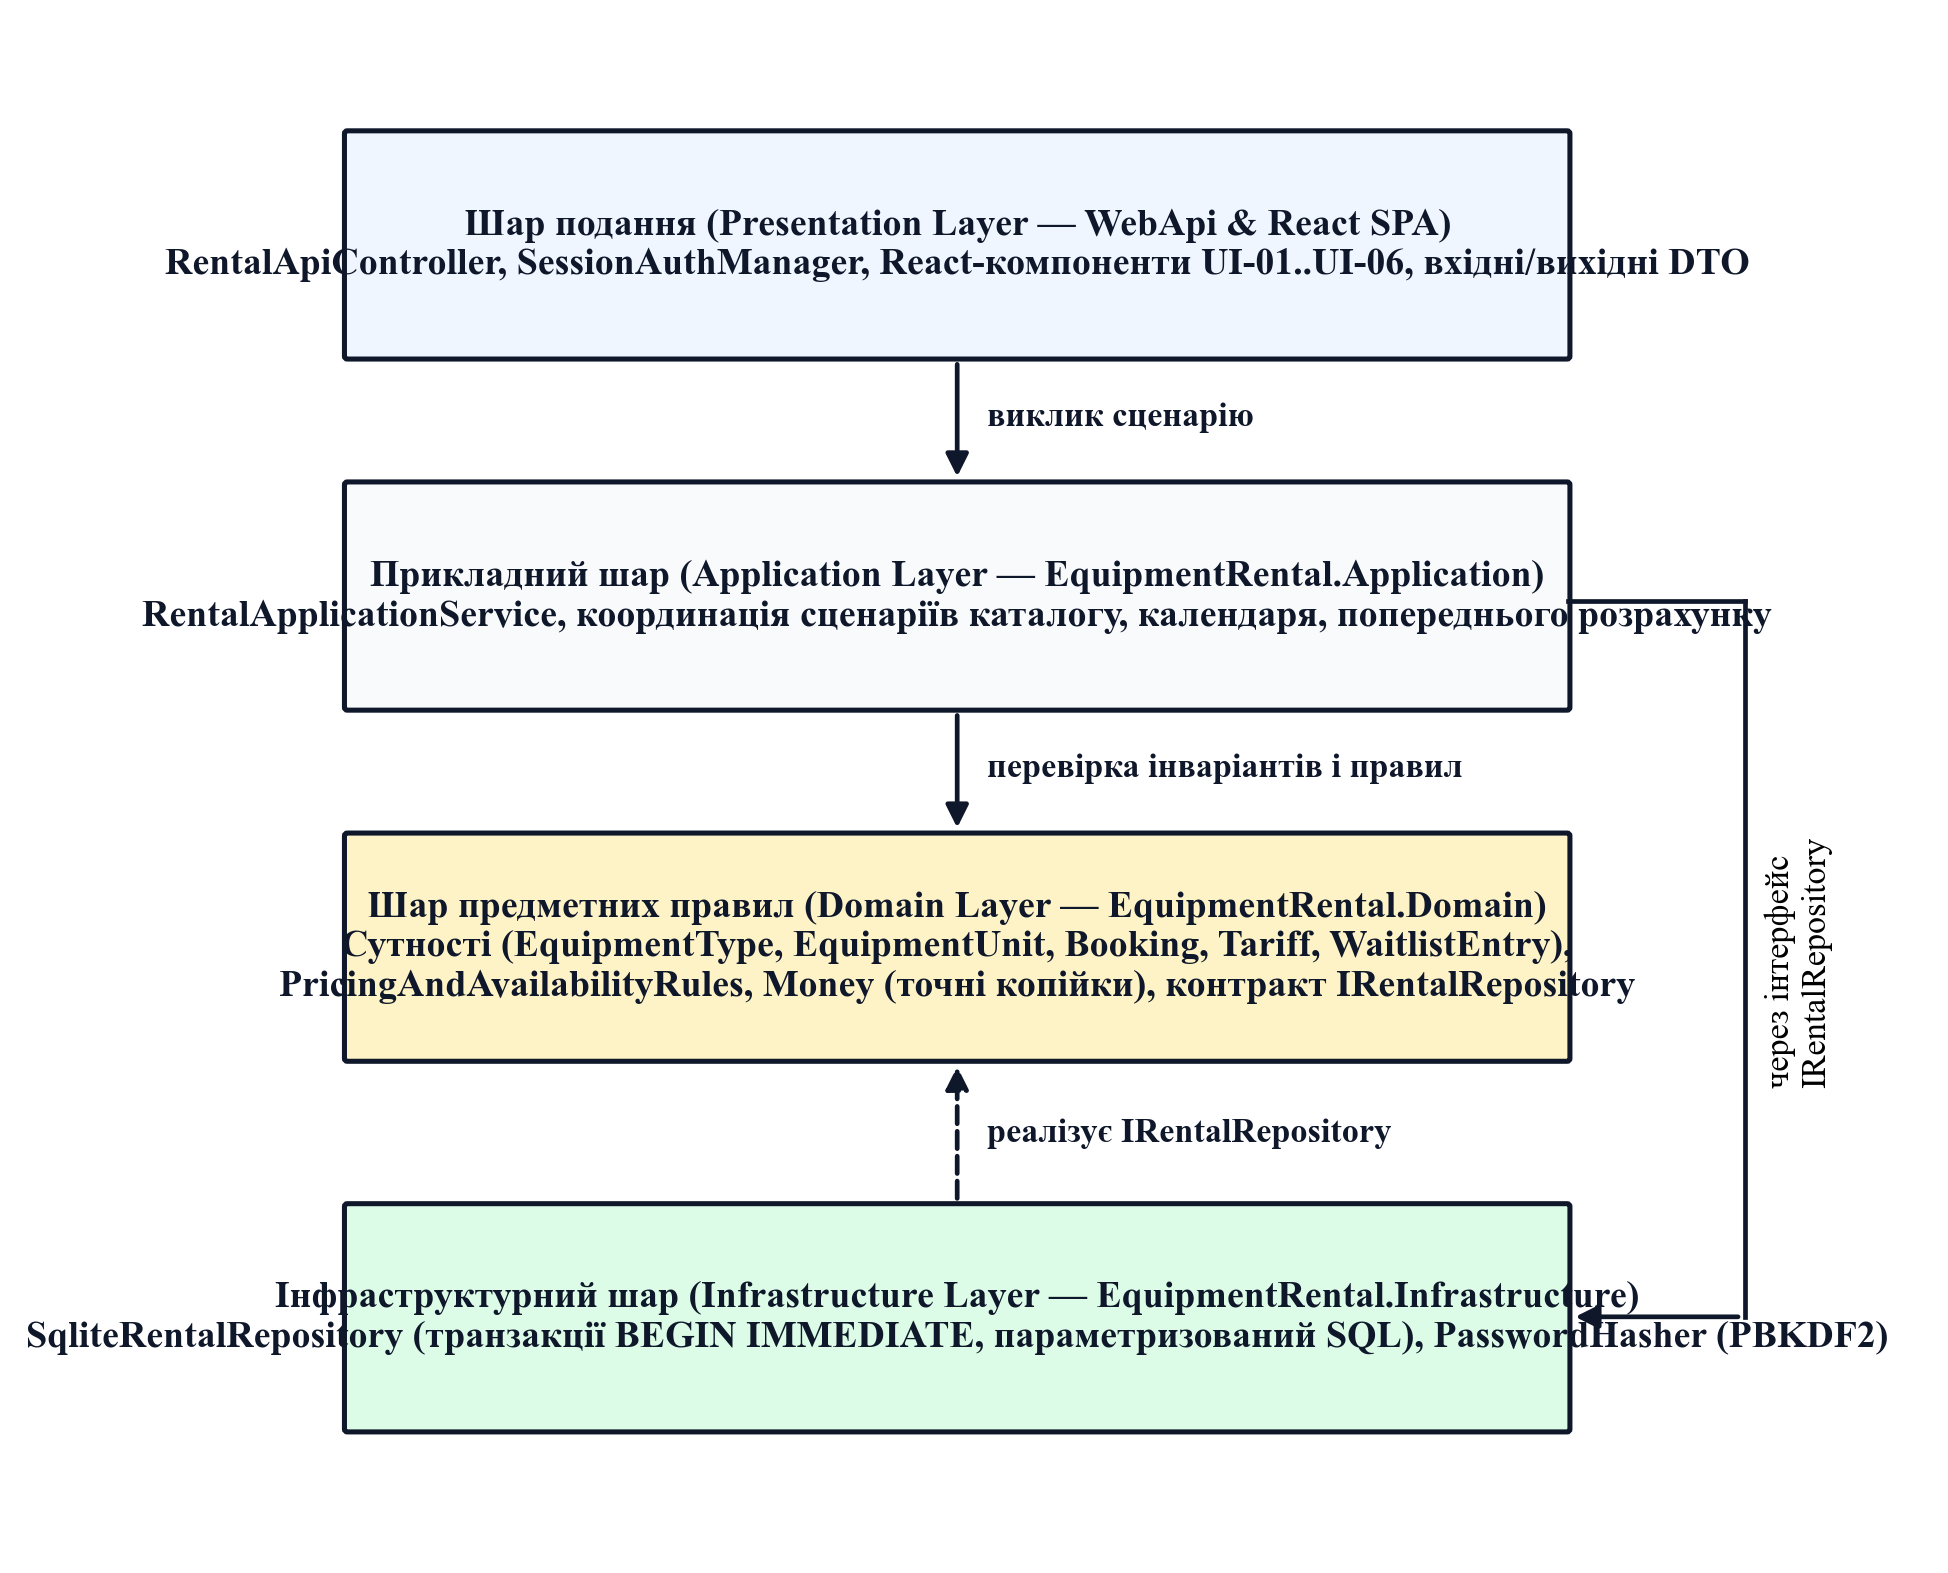 Шар подання (Presentation Layer — WebApi & React SPA)
RentalApiController, SessionAuthManager, React-компоненти UI-01..UI-06, вхідні/вихідні DTO
виклик сценарію
Прикладний шар (Application Layer — EquipmentRental.Application)
RentalApplicationService, координація сценаріїв каталогу, календаря, попереднього розрахунку
перевірка інваріантів і правил
Шар предметних правил (Domain Layer — EquipmentRental.Domain)
Сутності (EquipmentType, EquipmentUnit, Booking, Tariff, WaitlistEntry),
PricingAndAvailabilityRules, Money (точні копійки), контракт IRentalRepository
через інтерфейс
IRentalRepository
реалізує IRentalRepository
Інфраструктурний шар (Infrastructure Layer — EquipmentRental.Infrastructure)
SqliteRentalRepository (транзакції BEGIN IMMEDIATE, параметризований SQL), PasswordHasher (PBKDF2)